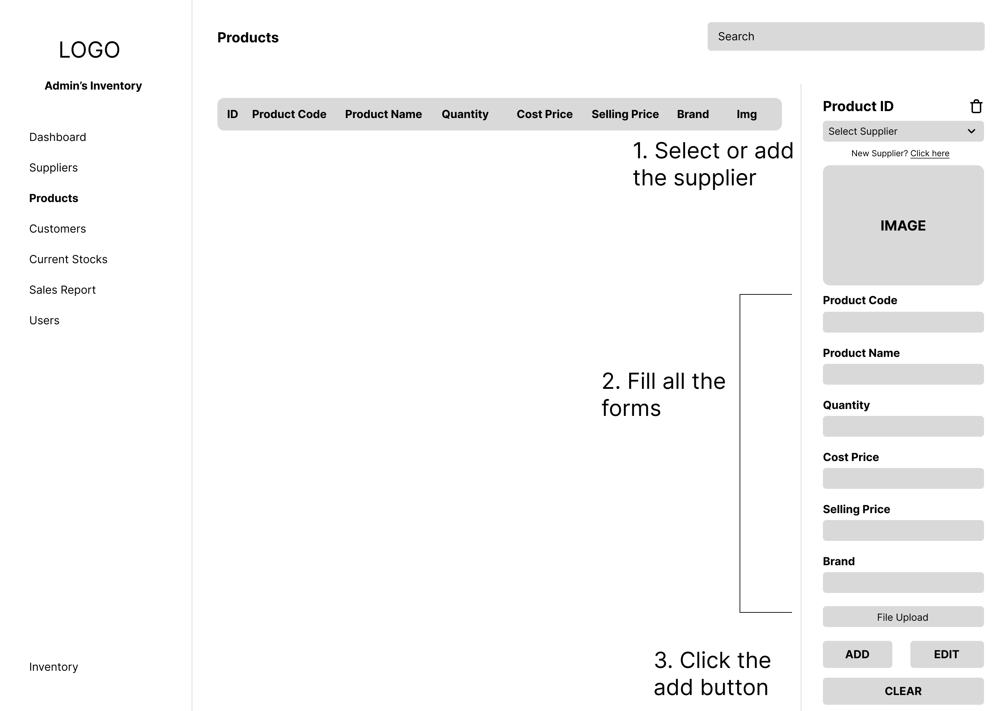 LOGO
Admin’s Inventory
Dashboard
Suppliers
Products
Customers
Current Stocks
Sales Report
Users
Inventory
Products
Search
ID Product Code Product Name Quantity Cost Price Selling Price Brand Img
1. Select or add
the supplier
2. Fill all the
forms
3. Click the
add button
Product ID
Select Supplier
New Supplier? Click here
IMAGE
Product Code
Product Name
Quantity
Cost Price
Selling Price
Brand
File Upload
ADD EDIT
CLEAR